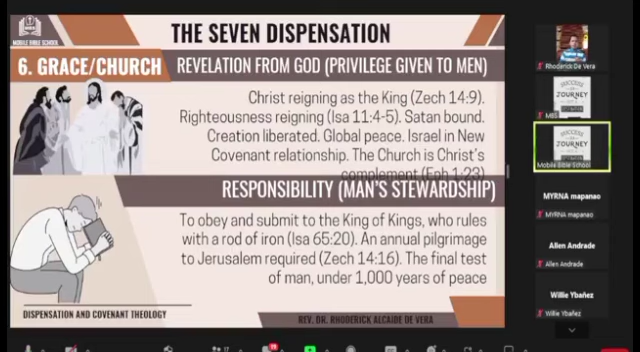 THE SEVEN DISPENSATION
MOBILE BIBLE SCHOOL
6. GRACE/CHURCH
REVELATION FROM GOD (PRIVILEGE GIVEN TO MEN)
Christ reigning as the King (Zech 14:9).
Righteousness reigning (Isa 11:4-5). Satan bound.
Creation liberated. Global peace. Israel in New
Covenant relationship. The Church is Christ's
complement (Eph 1:23)
RESPONSIBILITY (MAN'S STEWARDSHIP)
To obey and submit to the King of Kings, who rules
with a rod of iron (Isa 65:20). An annual pilgrimage
to Jerusalem required (Zech 14:16). The final test
of man, under 1,000 years of peace
DISPENSATION AND COVENANT THEOLOGY
REV. DR. RHODERICK ALCAIDE DE VERA
Rhoderick De Vera
SUCCESS
JOURNEY
MBS
SUCCESS
JOURNEY
Mobile Bible School
MYRNA mapanao
MYRNA mapanao
Allen Andrade
Allen Andrade
Willie Ybañez
Willie Ybañez